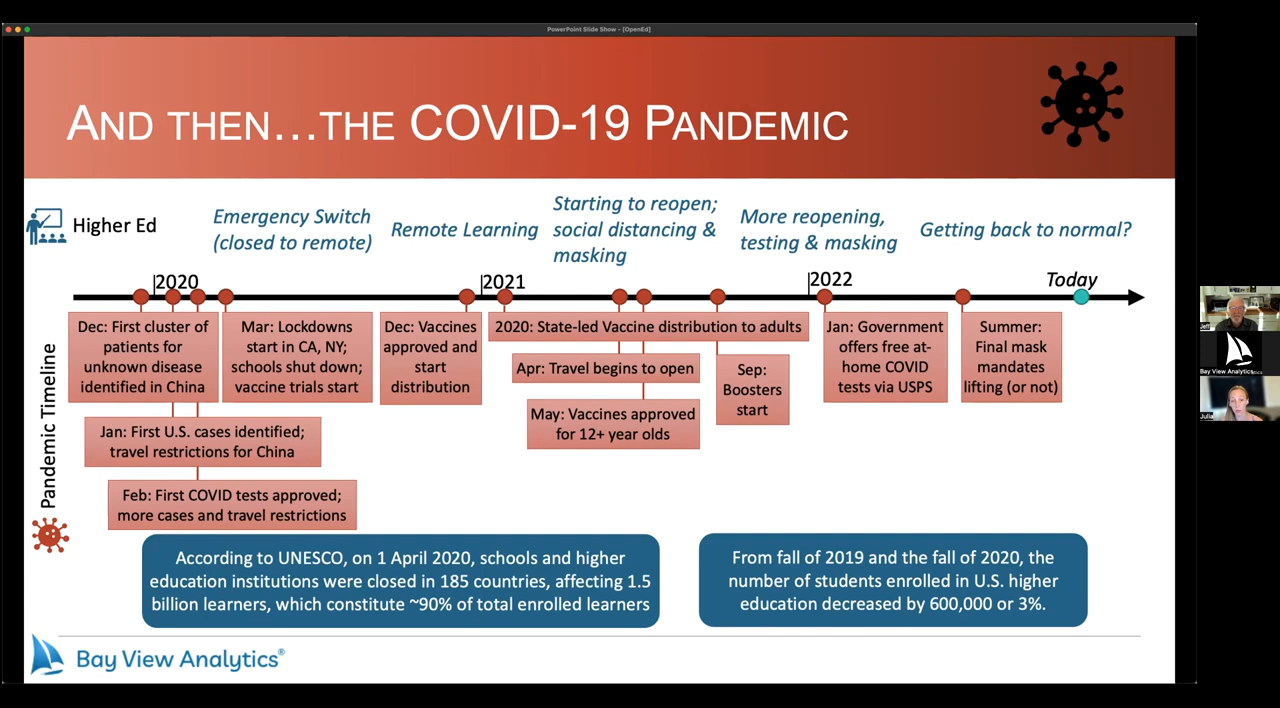 PowerPoint Slide Show - [OpenEd]
AND THEN…THE COVID-19 PANDEMIC
Higher Ed
Emergency Switch
(closed to remote)
Remote Learning
Starting to reopen;
social distancing &
masking
More reopening,
testing & masking
Getting back to normal?
2020
2021
2022
Today
Pandemic Timeline
Dec: First cluster of
patients for
unknown disease
identified in China
Mar: Lockdowns
start in CA, NY;
schools shut down;
vaccine trials start
Dec: Vaccines
approved and
start
distribution
2020: State-led Vaccine distribution to adults
Jan: Government
offers free at-
home COVID
tests via USPS
Summer:
Final mask
mandates
lifting (or not)
Apr: Travel begins to open
Sep:
Boosters
start
May: Vaccines approved
for 12+ year olds
Jan: First U.S. cases identified;
travel restrictions for China
Feb: First COVID tests approved;
more cases and travel restrictions
According to UNESCO, on 1 April 2020, schools and higher
education institutions were closed in 185 countries, affecting 1.5
billion learners, which constitute ~90% of total enrolled learners
From fall of 2019 and the fall of 2020, the
number of students enrolled in U.S. higher
education decreased by 600,000 or 3%.
Bay View Analytics®
Jeff
Bay View Analytics
Julia